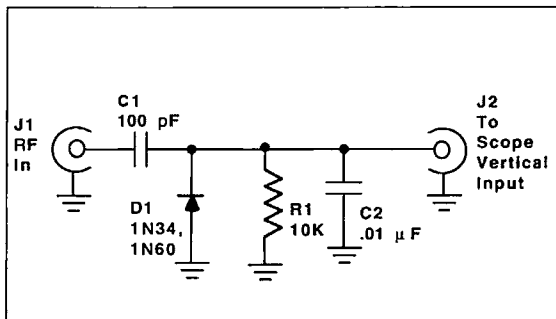 C1
100 pF
J1
RF
In
D1
1N34,
1N60
R1
10K
C2
.01 μF
J2
To
Scope
Vertical
Input